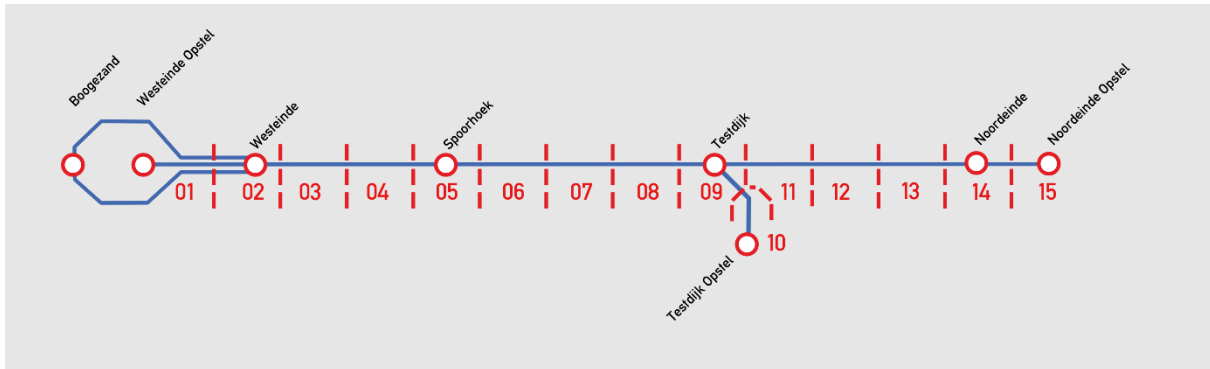 Boogezand
Westeinde Opstel
Westeinde
Spoorhoek
Testdijk
Noordeinde
Noordeinde Opstel
01
02
03
04
05
06
07
08
09
11
12
13
14
15
10
Testdijk Opstel